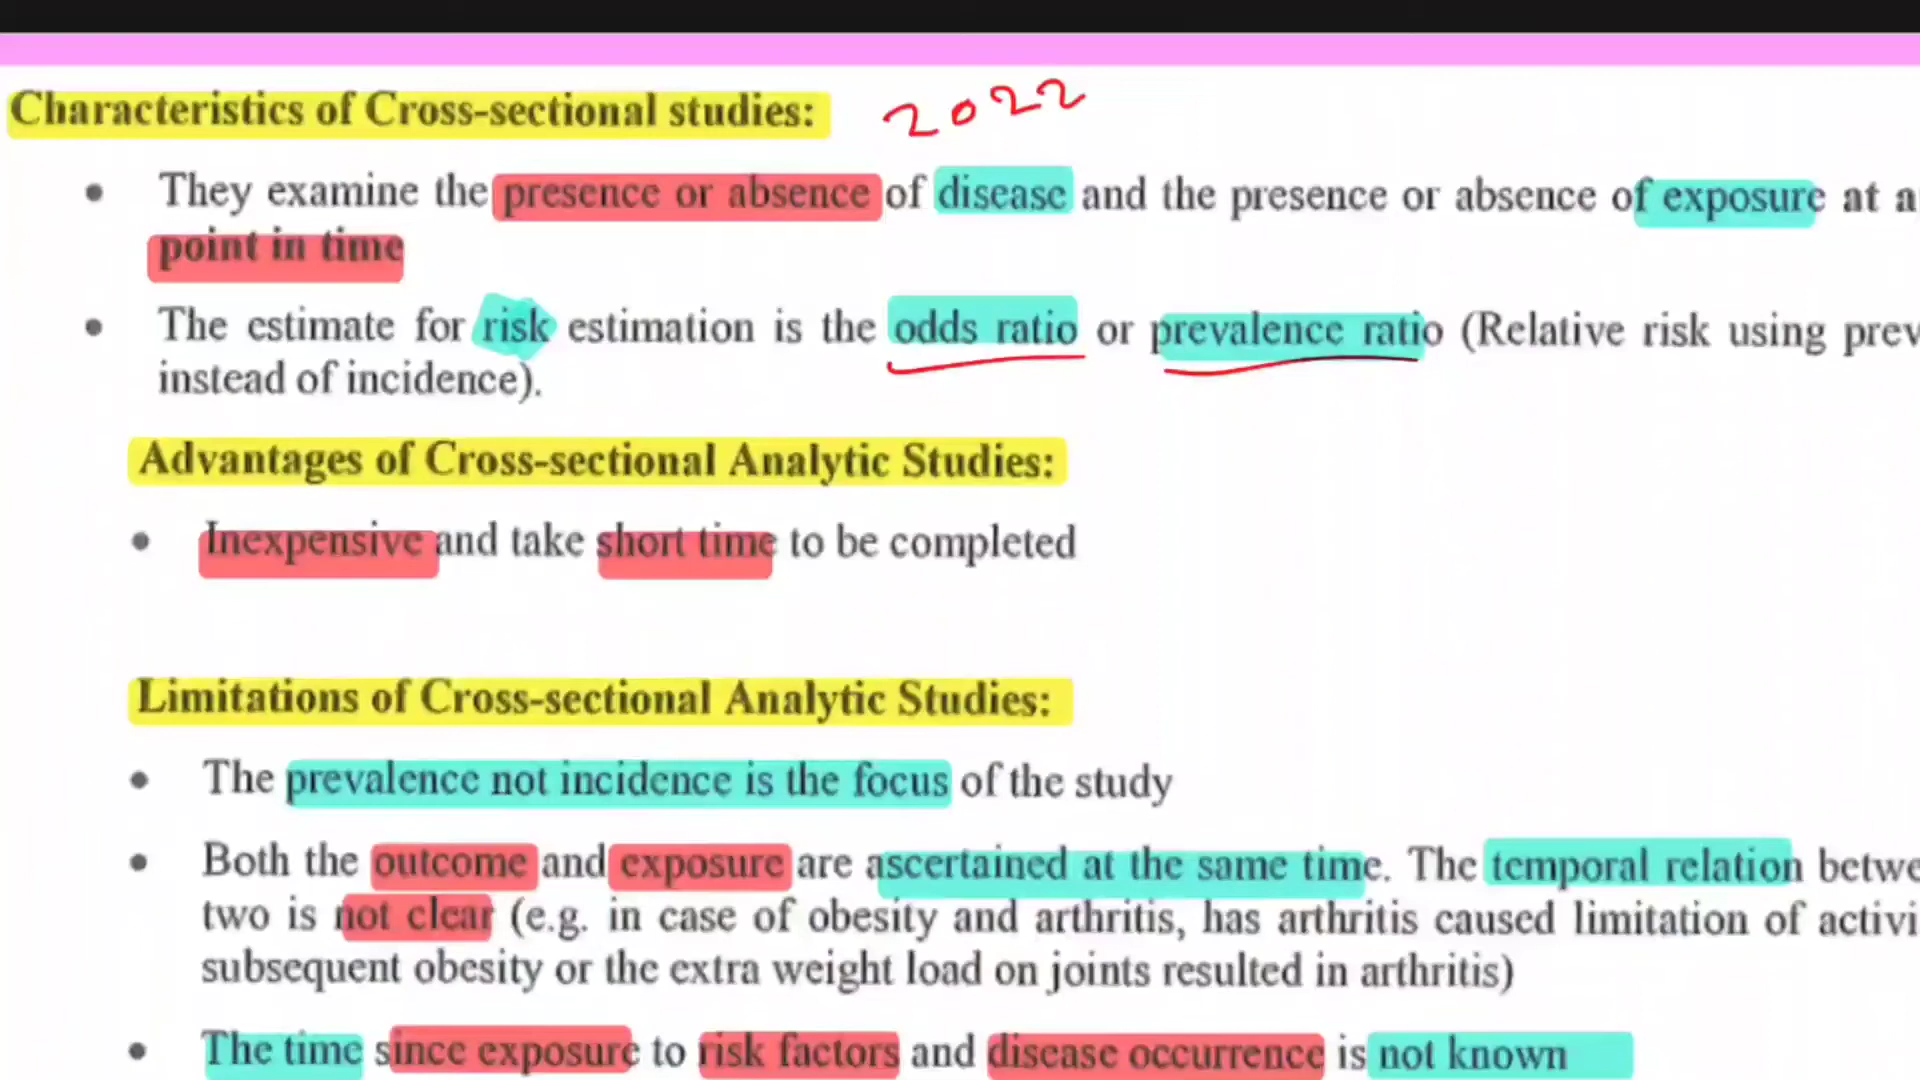 Characteristics of Cross-sectional studies: 2022
• They examine the presence or absence of disease and the presence or absence of exposure at a
point in time
• The estimate for risk estimation is the odds ratio or prevalence ratio (Relative risk using prev
instead of incidence).
Advantages of Cross-sectional Analytic Studies:
• Inexpensive and take short time to be completed
Limitations of Cross-sectional Analytic Studies:
• The prevalence not incidence is the focus of the study
• Both the outcome and exposure are ascertained at the same time. The temporal relation betwe
two is not clear (e.g. in case of obesity and arthritis, has arthritis caused limitation of activi
subsequent obesity or the extra weight load on joints resulted in arthritis)
• The time since exposure to risk factors and disease occurrence is not known